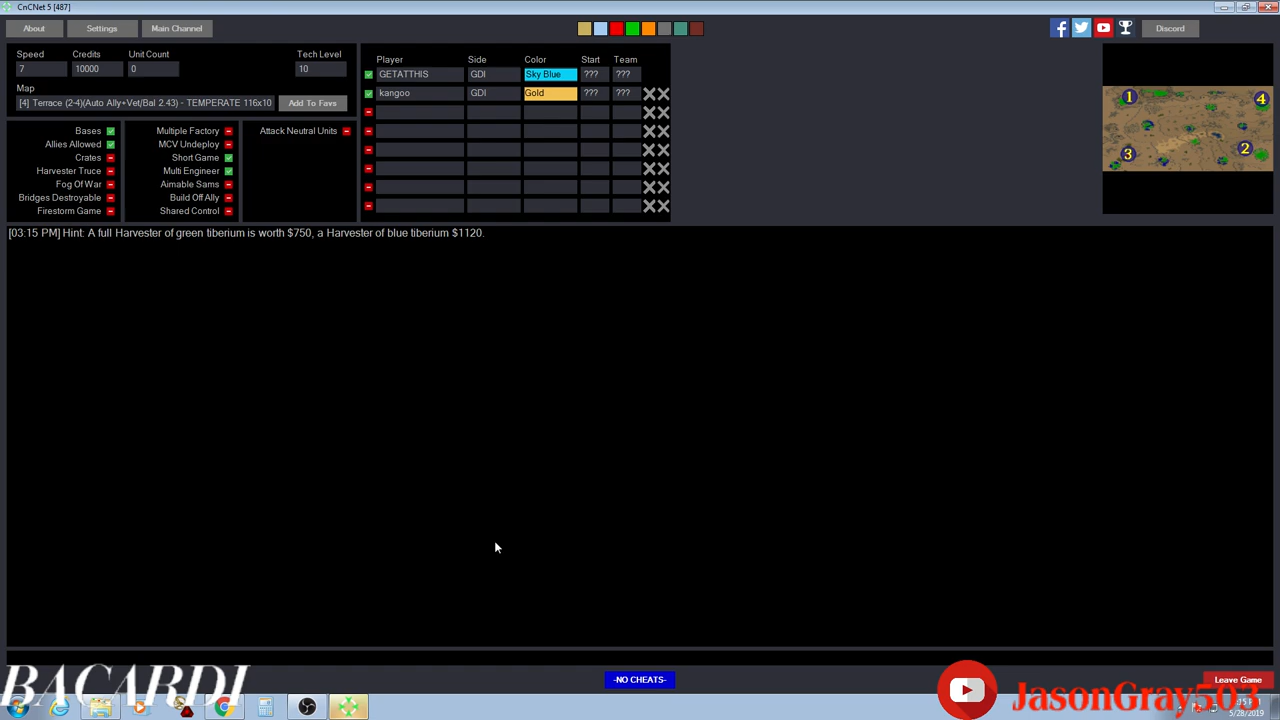 CnCNet 5 [487]
About Settings Main Channel Discord
Speed Credits Unit Count Tech Level
7 10000 0 10
Map
[4] Terrace (2-4)(Auto Ally+Vet/Bal 2.43) - TEMPERATE 116x10 Add To Favs
Player Side Color Start Team
GETATTHIS GDI Sky Blue ??? ???
kangoo GDI Gold ??? ???
Bases Multiple Factory Attack Neutral Units
Allies Allowed MCV Undeploy
Crates Short Game
Harvester Truce Multi Engineer
Fog Of War Aimable Sams
Bridges Destroyable Build Off Ally
Firestorm Game Shared Control
1 4
3 2
[03:15 PM] Hint: A full Harvester of green tiberium is worth $750, a Harvester of blue tiberium $1120.
-NO CHEATS- Leave Game
BACARDI JasonGray503
5/28/2019